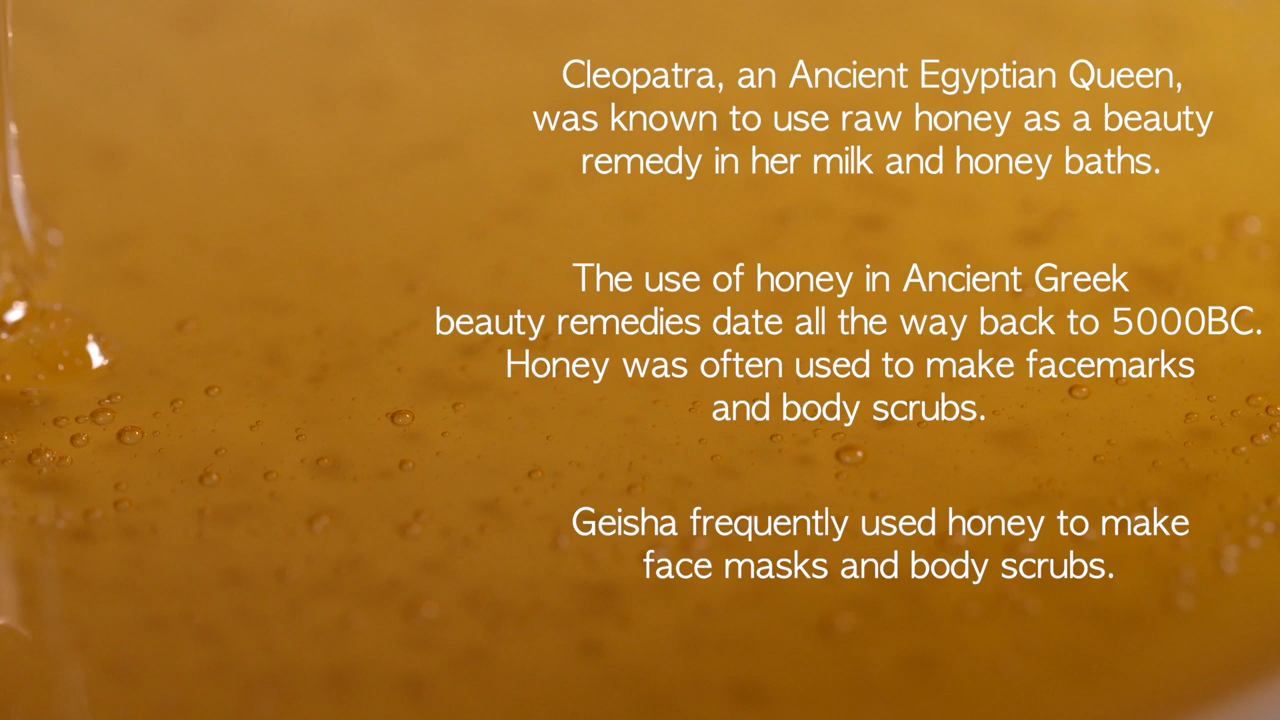 Cleopatra, an Ancient Egyptian Queen,
was known to use raw honey as a beauty
remedy in her milk and honey baths.
The use of honey in Ancient Greek
beauty remedies date all the way back to 5000BC.
Honey was often used to make facemarks
and body scrubs.
Geisha frequently used honey to make
face masks and body scrubs.